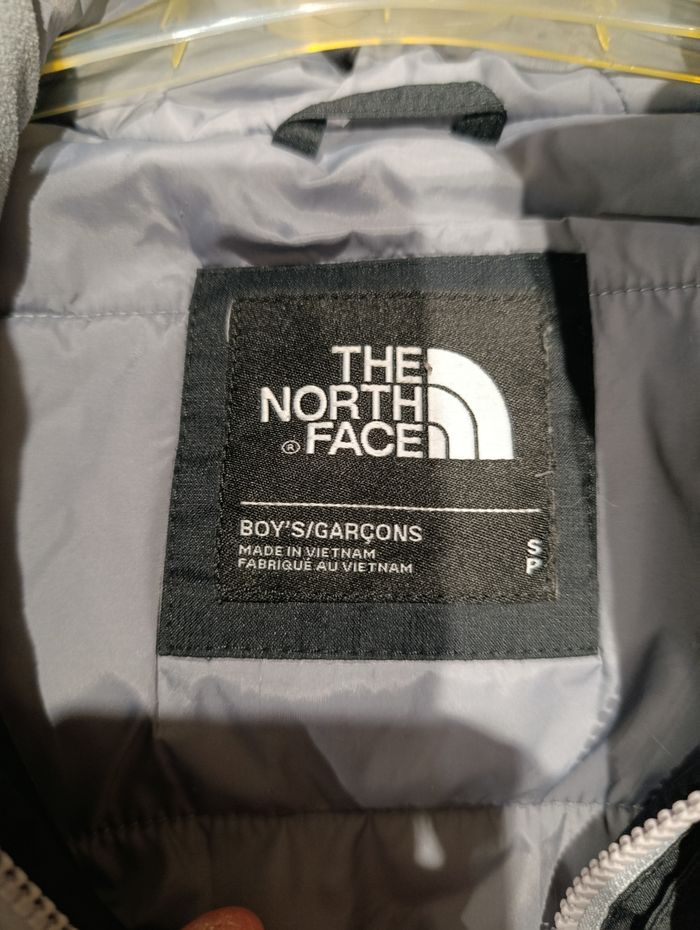 THE
NORTH
® FACE
BOY'S/GARÇONS
MADE IN VIETNAM
FABRIQUÉ AU VIETNAM
S
P